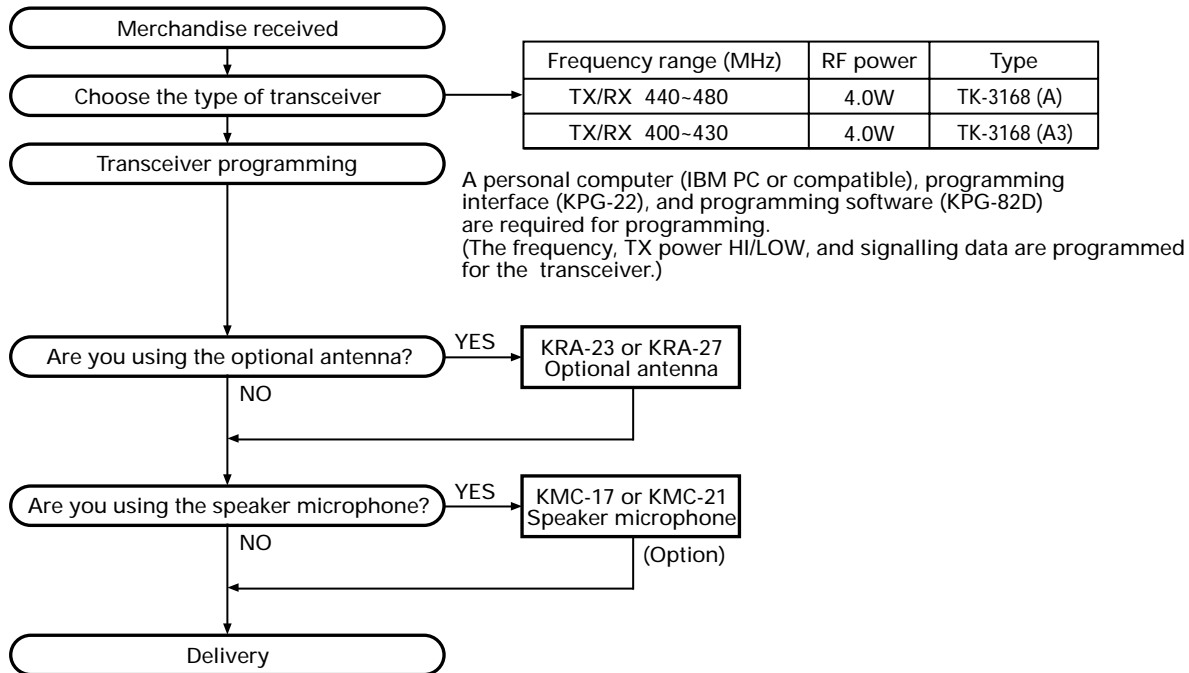 Merchandise received
Choose the type of transceiver
Frequency range (MHz) RF power Type
TX/RX 440~480 4.0W TK-3168 (A)
TX/RX 400~430 4.0W TK-3168 (A3)
Transceiver programming
A personal computer (IBM PC or compatible), programming
interface (KPG-22), and programming software (KPG-82D)
are required for programming.
(The frequency, TX power HI/LOW, and signalling data are programmed
for the transceiver.)
Are you using the optional antenna?
YES
KRA-23 or KRA-27
Optional antenna
NO
Are you using the speaker microphone?
YES
KMC-17 or KMC-21
Speaker microphone
(Option)
NO
Delivery